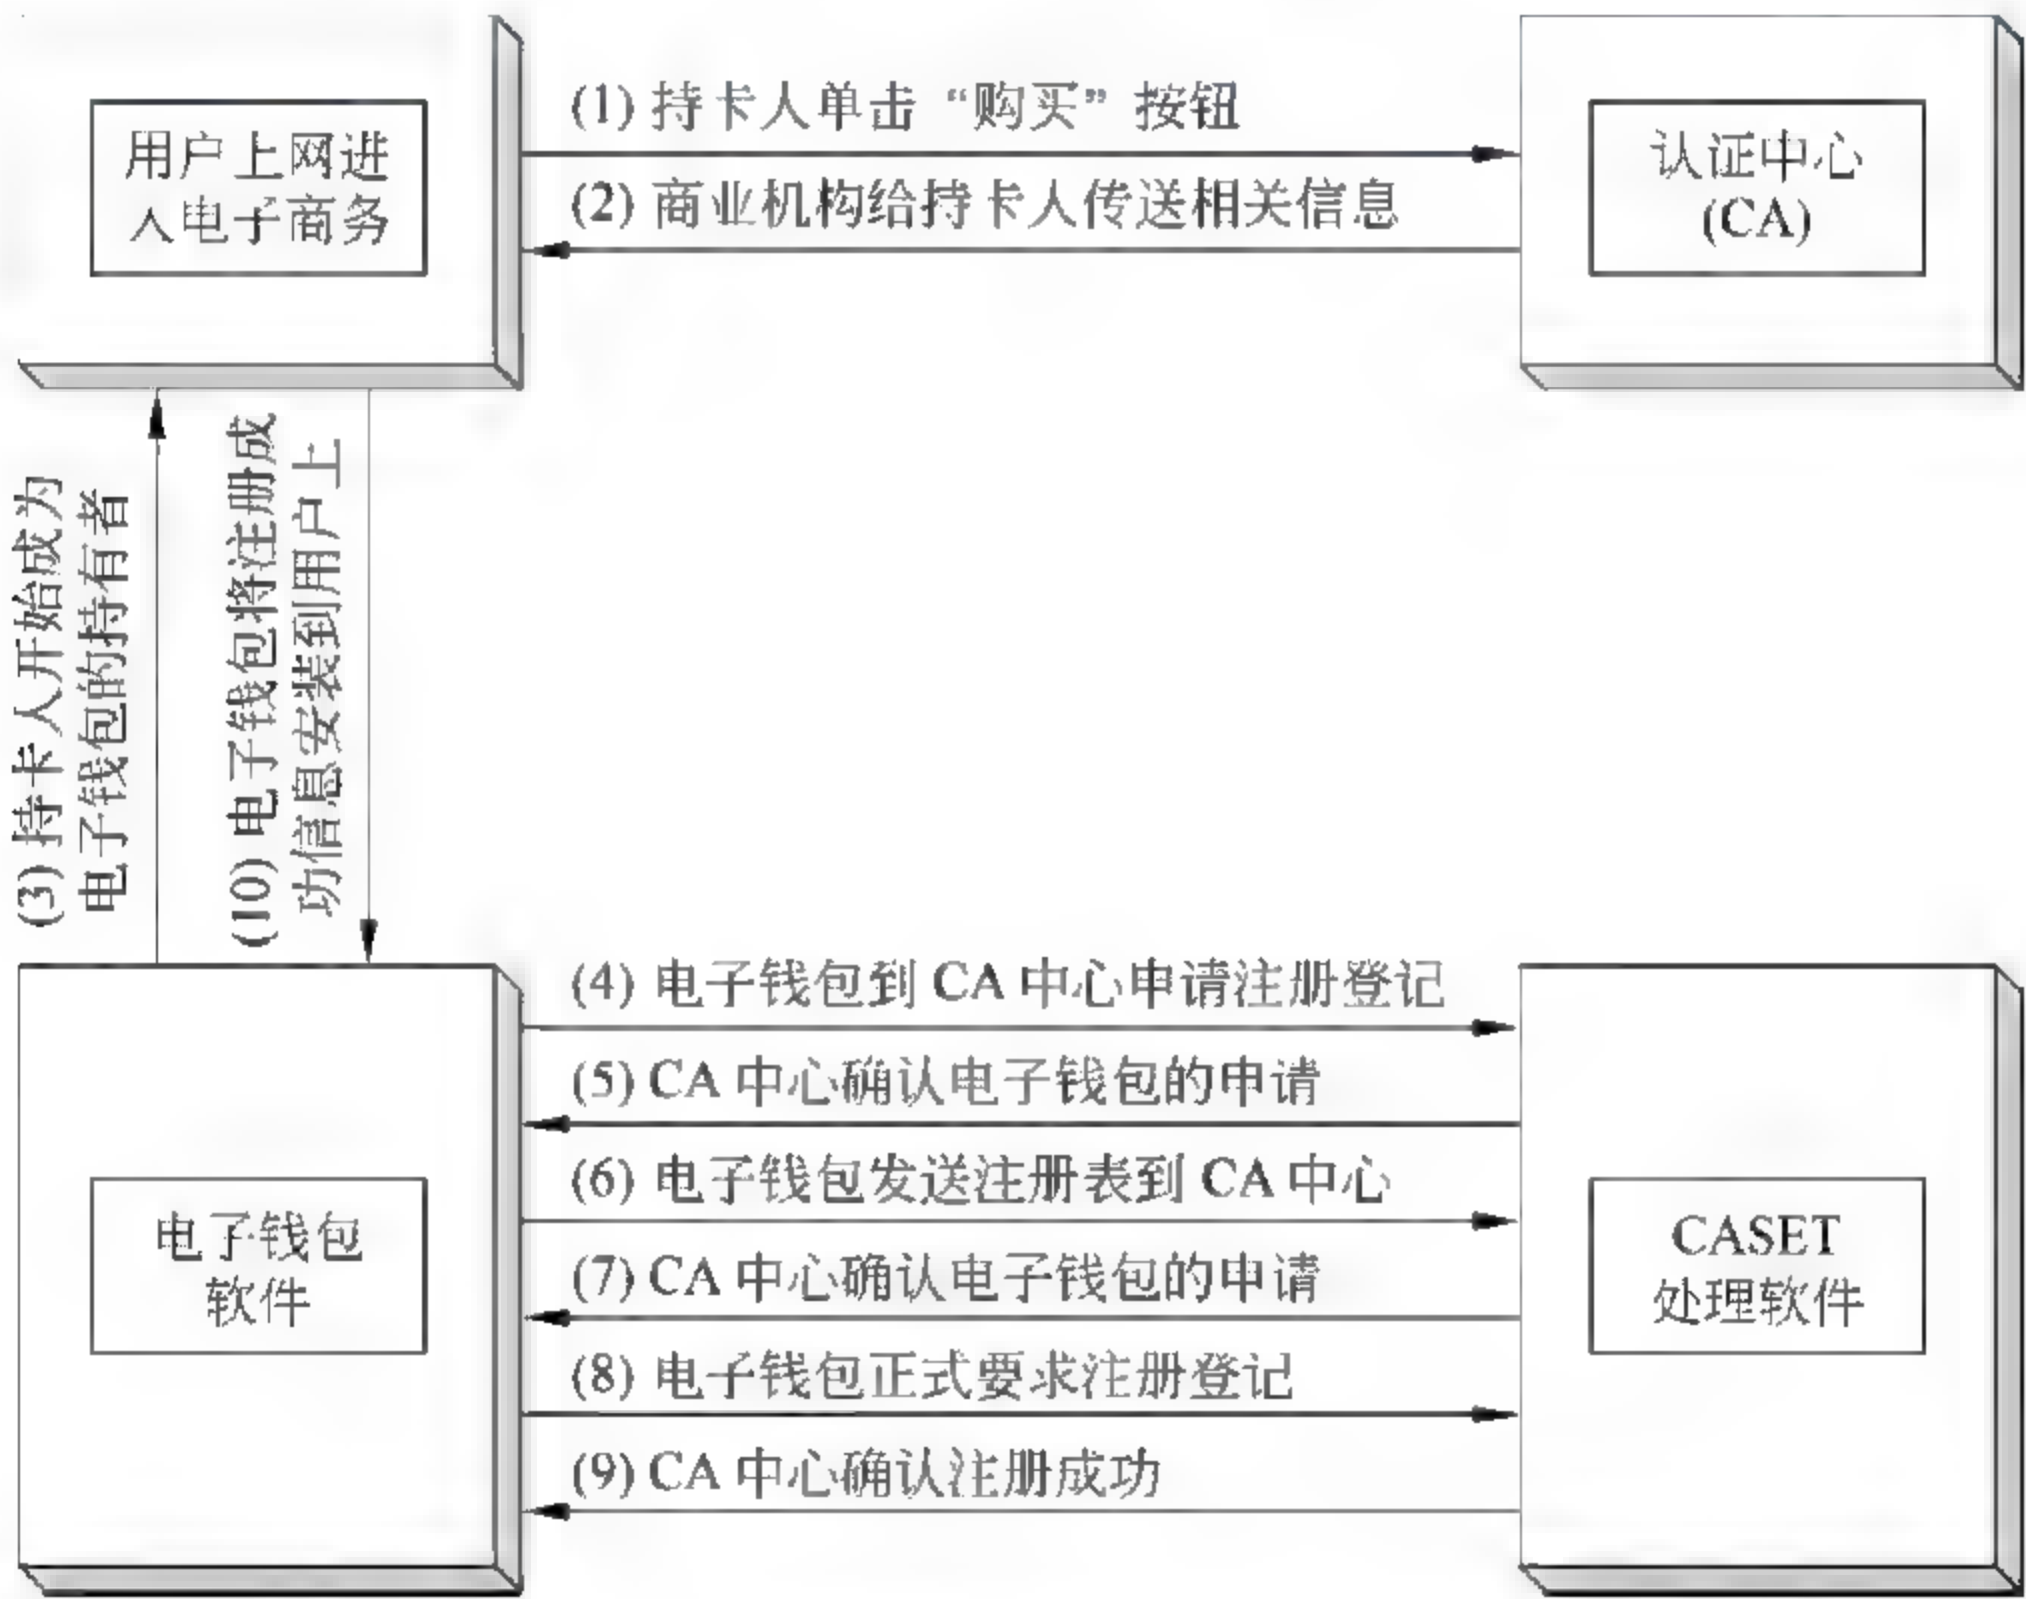 用户上网进
入电子商务
(1) 持卡人单击“购买”按钮
(2) 商业机构给持卡人传送相关信息
认证中心
(CA)
(3) 持卡人开始成为
电子钱包的持有者
(10) 电子钱包将注册成
功信息安装到用户上
电子钱包
软件
(4) 电子钱包到 CA 中心申请注册登记
(5) CA 中心确认电子钱包的申请
(6) 电子钱包发送注册表到 CA 中心
(7) CA 中心确认电子钱包的申请
(8) 电子钱包正式要求注册登记
(9) CA 中心确认注册成功
CASET
处理软件